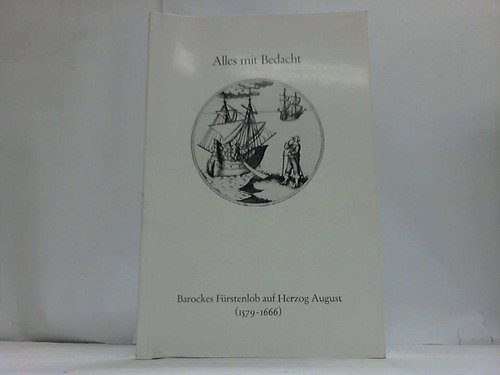 Alles mit Bedacht
Barockes Fürstenlob auf Herzog August
(1579-1666)